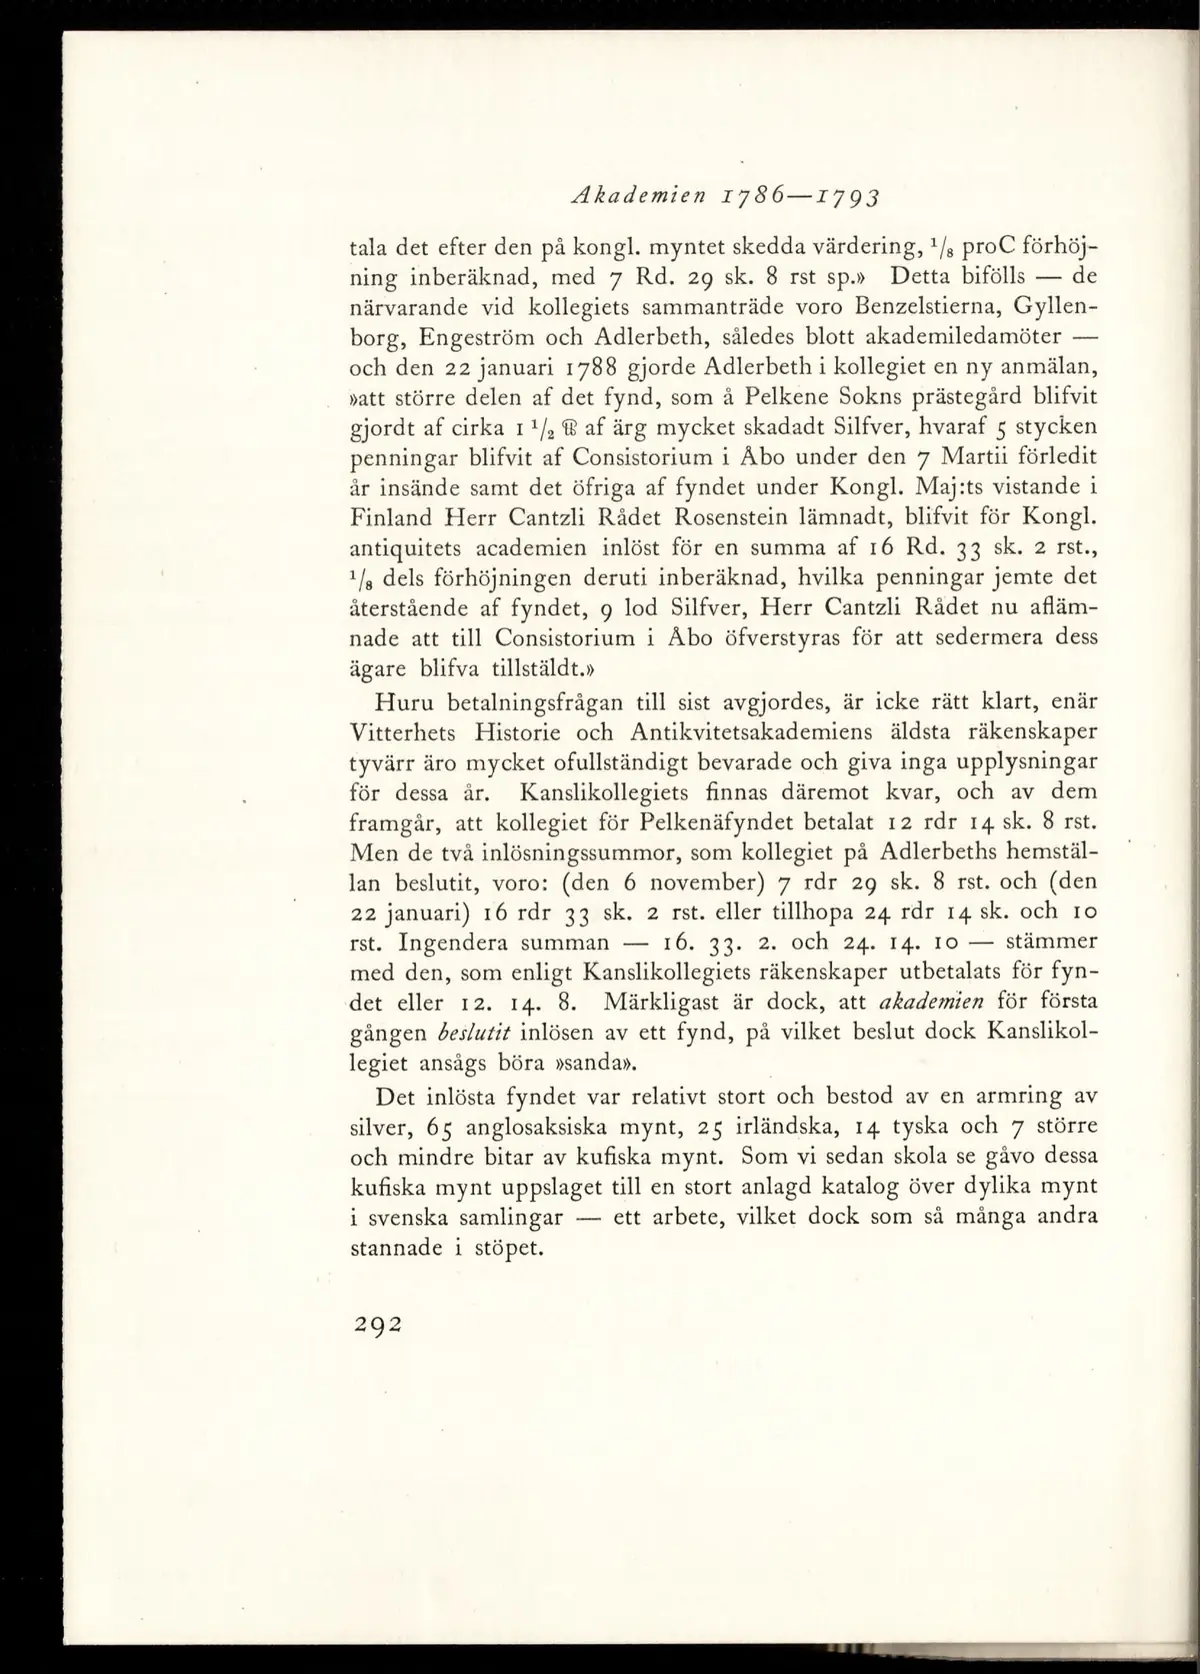 Akademien 1786—1793
tala det efter den på kongl. myntet skedda värdering, 1/8 proC förhöj-
ning inberäknad, med 7 Rd. 29 sk. 8 rst sp.» Detta bifölls — de
närvarande vid kollegiets sammanträde voro Benzelstierna, Gyllen-
borg, Engeström och Adlerbeth, således blott akademiledamöter —
och den 22 januari 1788 gjorde Adlerbeth i kollegiet en ny anmälan,
»att större delen af det fynd, som å Pelkene Sokns prästegård blifvit
gjordt af cirka 1 1/2 ℔ af ärg mycket skadadt Silfver, hvaraf 5 stycken
penningar blifvit af Consistorium i Åbo under den 7 Martii förledit
år insände samt det öfriga af fyndet under Kongl. Maj:ts vistande i
Finland Herr Cantzli Rådet Rosenstein lämnadt, blifvit för Kongl.
antiquitets academien inlöst för en summa af 16 Rd. 33 sk. 2 rst.,
1/8 dels förhöjningen deruti inberäknad, hvilka penningar jemte det
återstående af fyndet, 9 lod Silfver, Herr Cantzli Rådet nu afläm-
nade att till Consistorium i Åbo öfverstyras för att sedermera dess
ägare blifva tillstäldt.»
Huru betalningsfrågan till sist avgjordes, är icke rätt klart, enär
Vitterhets Historie och Antikvitetsakademiens äldsta räkenskaper
tyvärr äro mycket ofullständigt bevarade och giva inga upplysningar
för dessa år. Kanslikollegiets finnas däremot kvar, och av dem
framgår, att kollegiet för Pelkenäfyndet betalat 12 rdr 14 sk. 8 rst.
Men de två inlösningssummor, som kollegiet på Adlerbeths hemstäl-
lan beslutit, voro: (den 6 november) 7 rdr 29 sk. 8 rst. och (den
22 januari) 16 rdr 33 sk. 2 rst. eller tillhopa 24 rdr 14 sk. och 10
rst. Ingendera summan — 16. 33. 2. och 24. 14. 10 — stämmer
med den, som enligt Kanslikollegiets räkenskaper utbetalats för fyn-
det eller 12. 14. 8. Märkligast är dock, att akademien för första
gången beslutit inlösen av ett fynd, på vilket beslut dock Kanslikol-
legiet ansågs böra »sanda».
Det inlösta fyndet var relativt stort och bestod av en armring av
silver, 65 anglosaksiska mynt, 25 irländska, 14 tyska och 7 större
och mindre bitar av kufiska mynt. Som vi sedan skola se gåvo dessa
kufiska mynt uppslaget till en stort anlagd katalog över dylika mynt
i svenska samlingar — ett arbete, vilket dock som så många andra
stannade i stöpet.
292